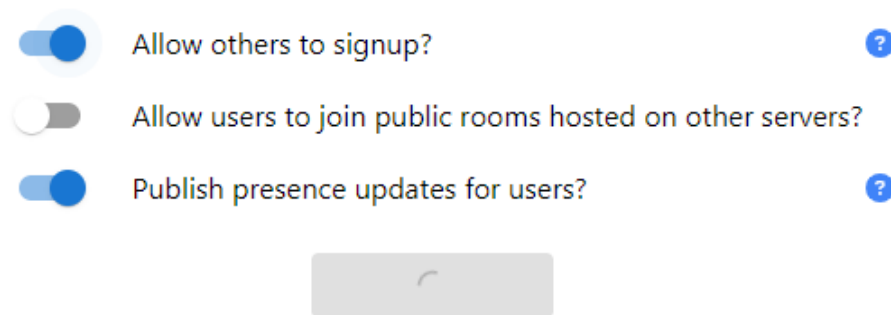 Allow others to signup?
?
Allow users to join public rooms hosted on other servers?
Publish presence updates for users?
?